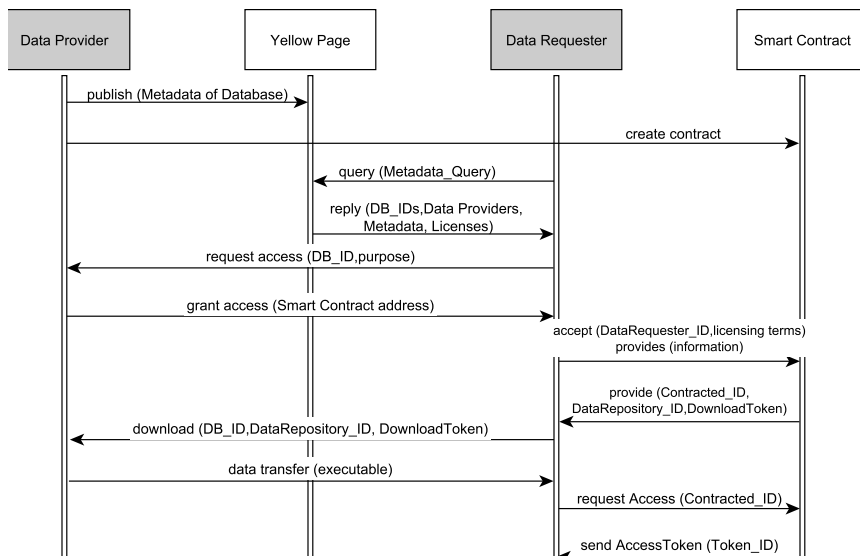 Data Provider
Yellow Page
Data Requester
Smart Contract
publish (Metadata of Database)
create contract
query (Metadata_Query)
reply (DB_IDs,Data Providers,
Metadata, Licenses)
request access (DB_ID,purpose)
grant access (Smart Contract address)
accept (DataRequester_ID,licensing terms)
provides (information)
provide (Contracted_ID,
DataRepository_ID,DownloadToken)
download (DB_ID,DataRepository_ID, DownloadToken)
data transfer (executable)
request Access (Contracted_ID)
send AccessToken (Token_ID)